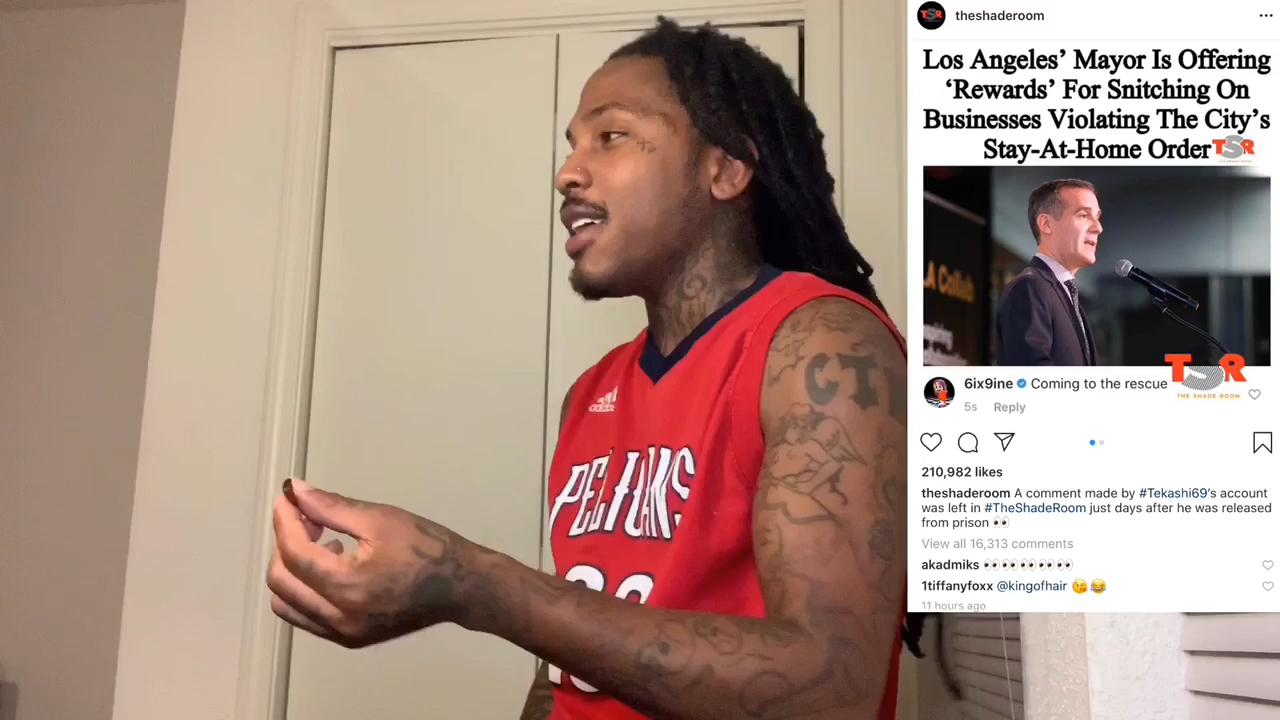 theshaderoom
Los Angeles' Mayor Is Offering
'Rewards' For Snitching On
Businesses Violating The City's
Stay-At-Home Order
TSR
TSR
A Collab
6ix9ine Coming to the rescue
5s Reply
TSR
THE SHADE ROOM
210,982 likes
theshaderoom A comment made by #Tekashi69's account
was left in #TheShadeRoom just days after he was released
from prison 👀
View all 16,313 comments
akadmiks 👀👀👀👀👀👀👀
1tiffanyfoxx @kingofhair 😘😂
11 hours ago
adidas
PELICANS
CT